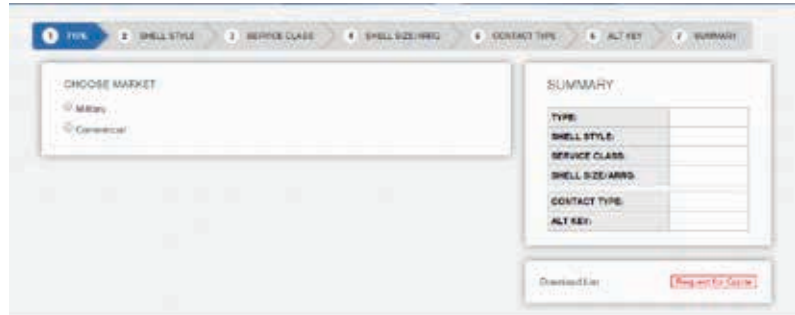 1 TYPE 2 SHELL STYLE 3 SERVICE CLASS 4 SHELL SIZE/ARRG 5 CONTACT TYPE 6 ALT KEY 7 SUMMARY
CHOOSE MARKET
Military
Commercial
SUMMARY
TYPE:
SHELL STYLE:
SERVICE CLASS:
SHELL SIZE/ARRG:
CONTACT TYPE:
ALT KEY:
Download List
Request for Quote